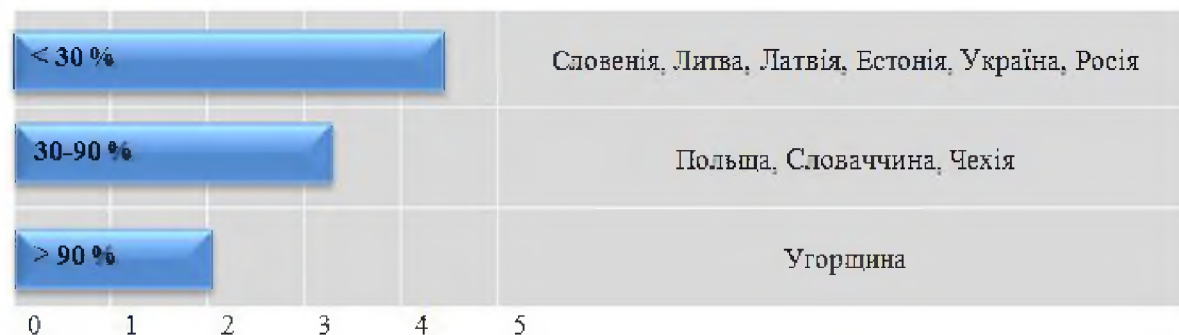 < 30 % Словенія, Литва, Латвія, Естонія, Україна, Росія
30-90 % Польща, Словаччина, Чехія
> 90 % Угорщина
0 1 2 3 4 5